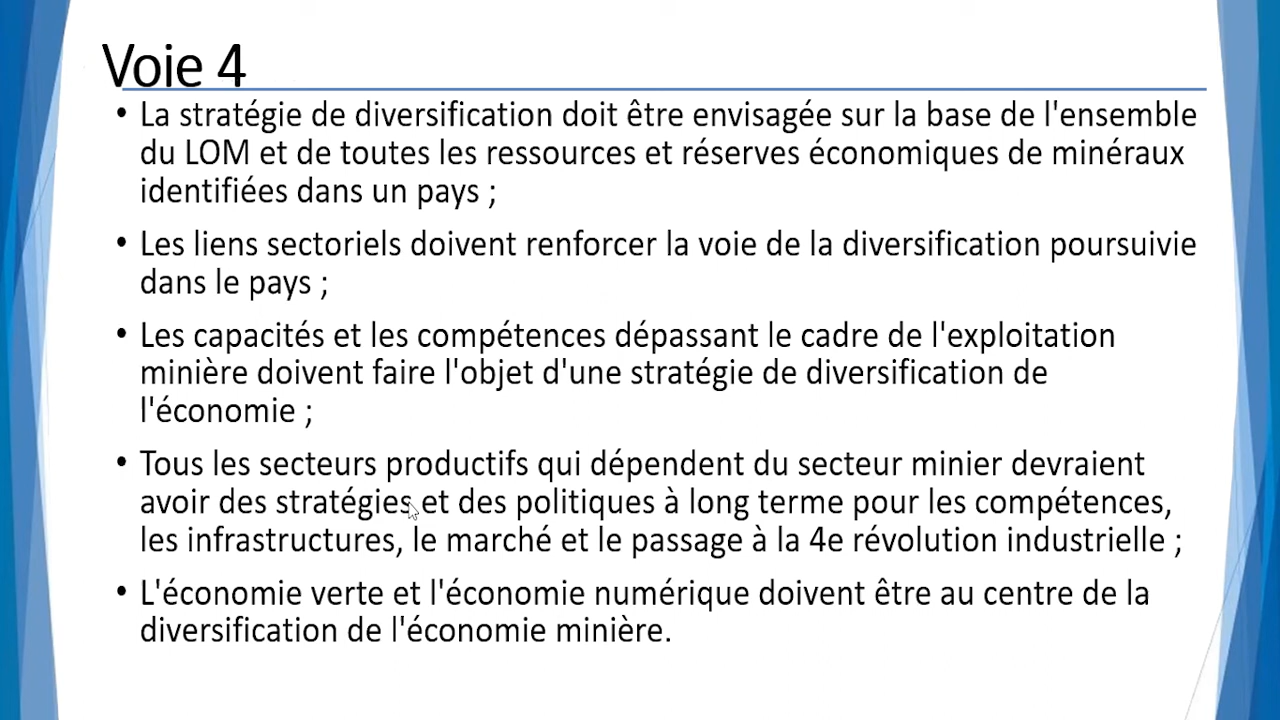 Voie 4
• La stratégie de diversification doit être envisagée sur la base de l'ensemble
du LOM et de toutes les ressources et réserves économiques de minéraux
identifiées dans un pays ;
• Les liens sectoriels doivent renforcer la voie de la diversification poursuivie
dans le pays ;
• Les capacités et les compétences dépassant le cadre de l'exploitation
minière doivent faire l'objet d'une stratégie de diversification de
l'économie ;
• Tous les secteurs productifs qui dépendent du secteur minier devraient
avoir des stratégies et des politiques à long terme pour les compétences,
les infrastructures, le marché et le passage à la 4e révolution industrielle ;
• L'économie verte et l'économie numérique doivent être au centre de la
diversification de l'économie minière.